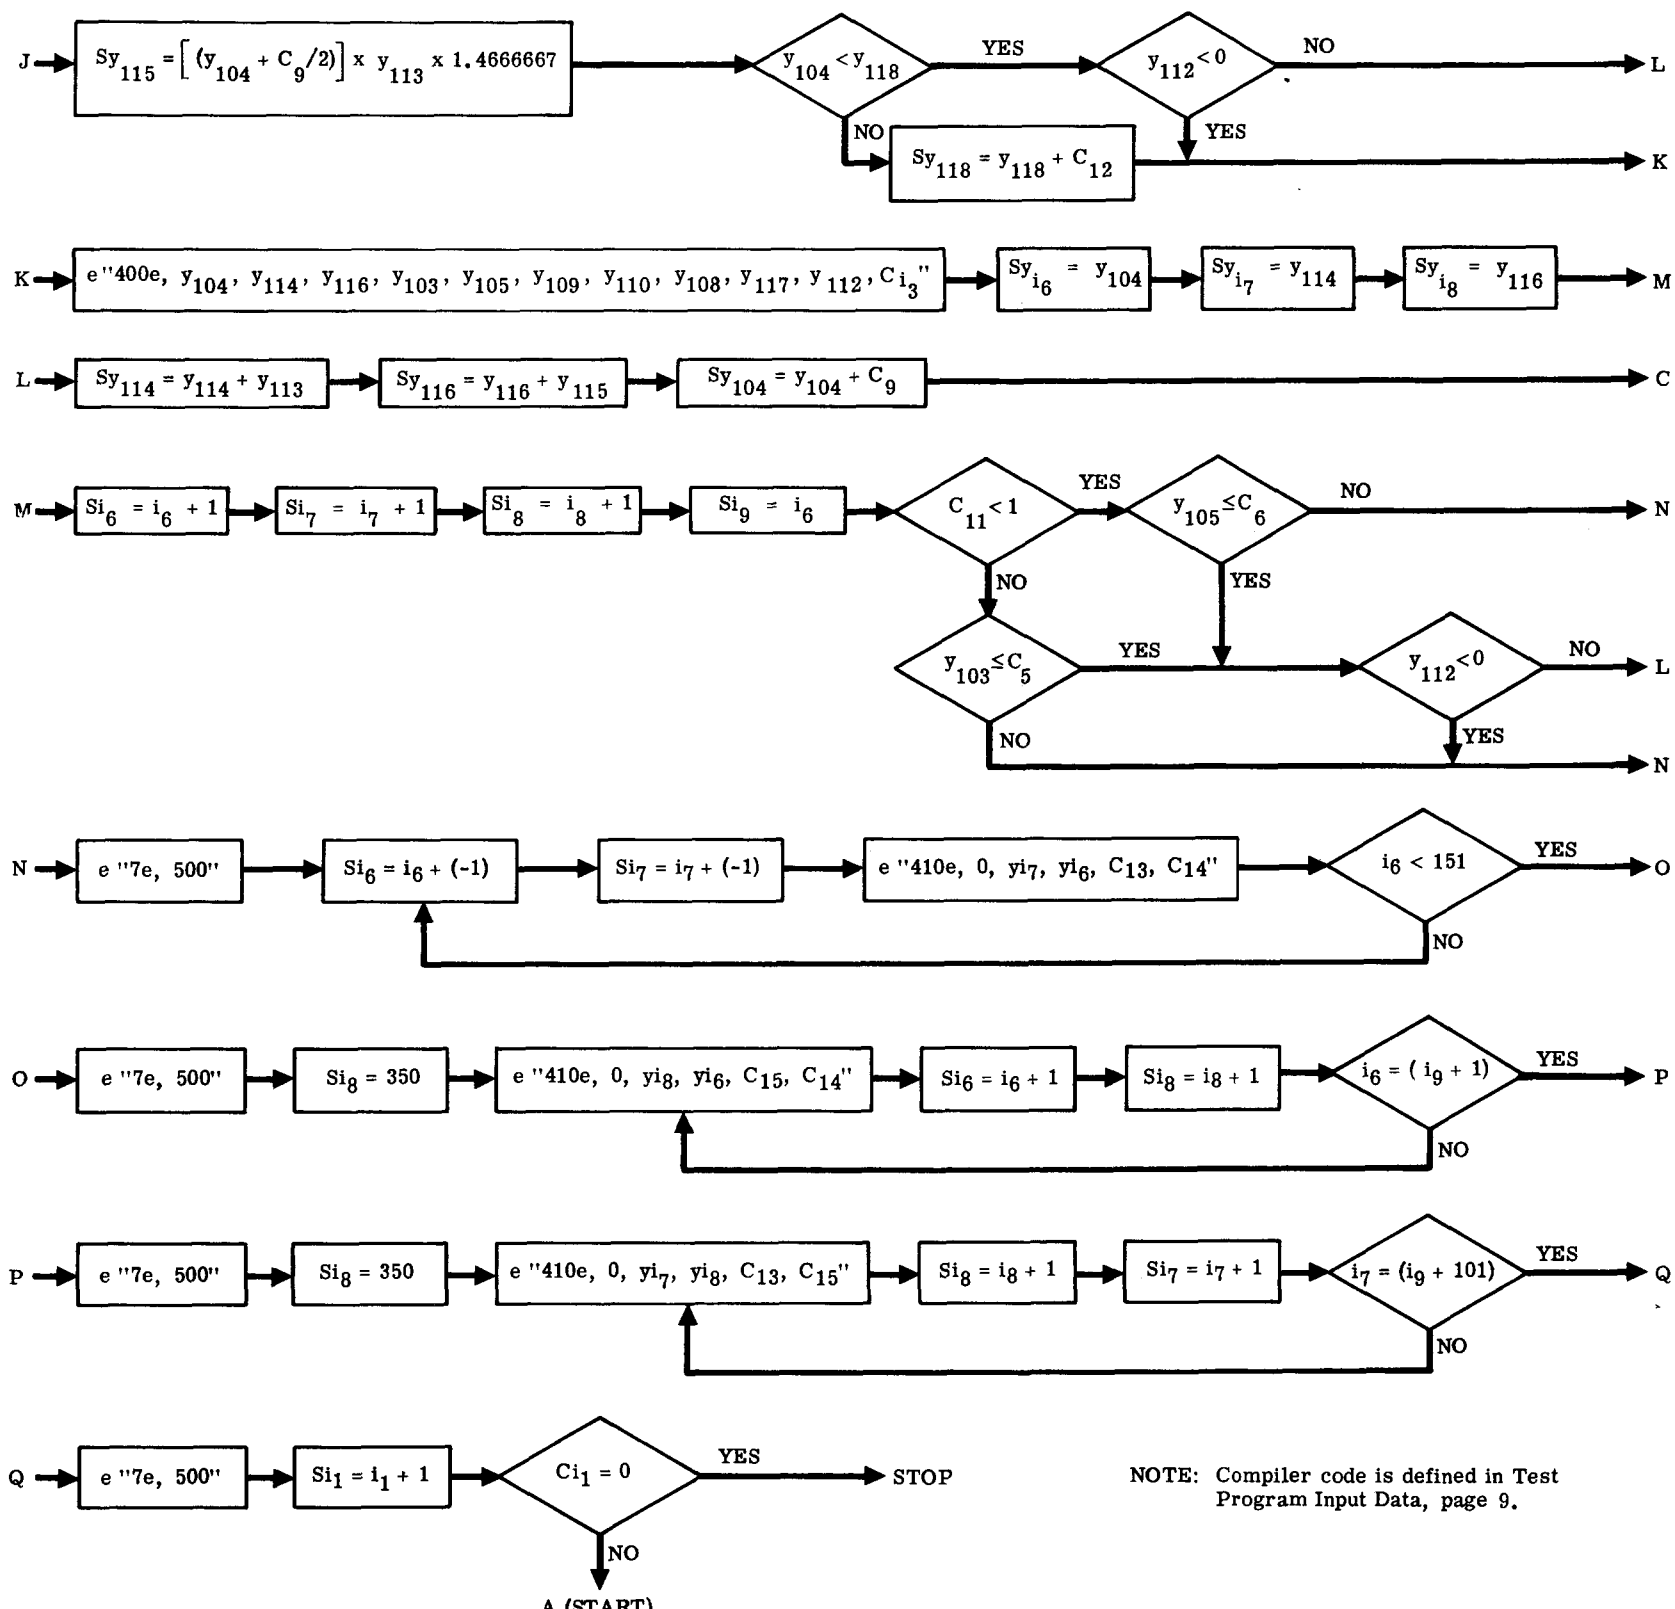 J Sy115 = [ (y104 + C9/2)] x y113 x 1.4666667 y104 < y118 YES y112 < 0 NO L
NO Sy118 = y118 + C12 YES K
K e "400e, y104, y114, y116, y103, y105, y109, y110, y108, y117, y112, Ci3" Syi6 = y104 Syi7 = y114 Syi8 = y116 M
L Sy114 = y114 + y113 Sy116 = y116 + y115 Sy104 = y104 + C9 C
M Si6 = i6 + 1 Si7 = i7 + 1 Si8 = i8 + 1 Si9 = i6 C11 < 1 YES y105 ≤ C6 NO N
NO YES
y103 ≤ C5 YES y112 < 0 NO L
NO YES N
N e "7e, 500" Si6 = i6 + (-1) Si7 = i7 + (-1) e "410e, 0, yi7, yi6, C13, C14" i6 < 151 YES O
NO
O e "7e, 500" Si8 = 350 e "410e, 0, yi8, yi6, C15, C14" Si6 = i6 + 1 Si8 = i8 + 1 i6 = ( i9 + 1) YES P
NO
P e "7e, 500" Si8 = 350 e "410e, 0, yi7, yi8, C13, C15" Si8 = i8 + 1 Si7 = i7 + 1 i7 = (i9 + 101) YES Q
NO
Q e "7e, 500" Si1 = i1 + 1 Ci1 = 0 YES STOP
NO
A (START)
NOTE: Compiler code is defined in Test
Program Input Data, page 9.